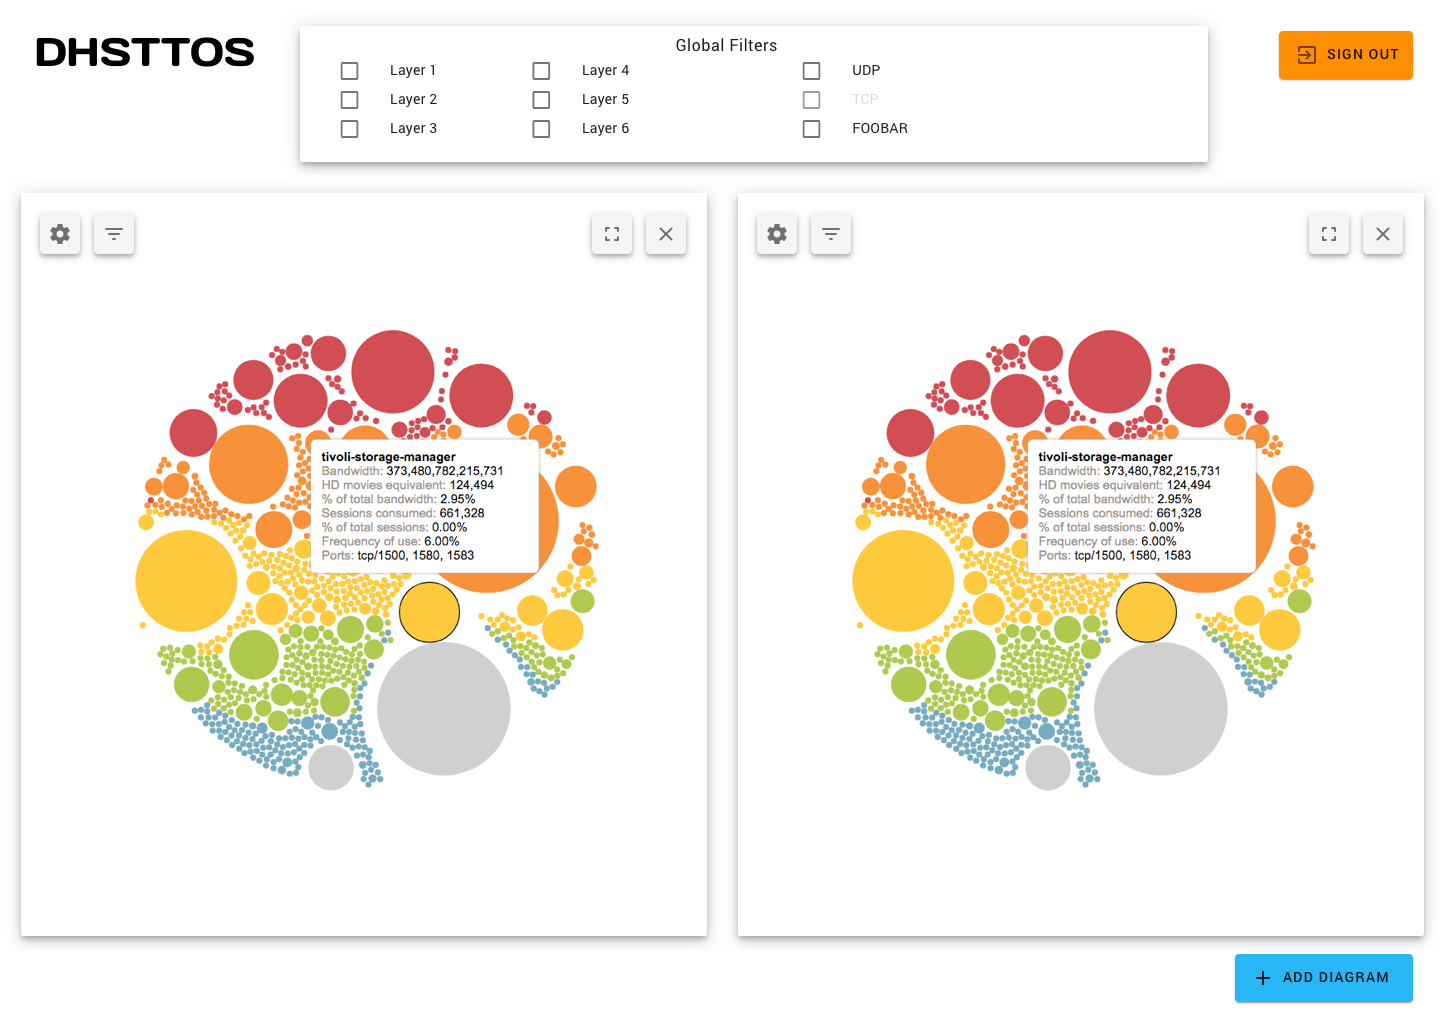 DHSTTOS
Global Filters
Layer 1
Layer 4
UDP
Layer 2
Layer 5
TCP
Layer 3
Layer 6
FOOBAR
SIGN OUT
tivoli-storage-manager
Bandwidth: 373,480,782,215,731
HD movies equivalent: 124,494
% of total bandwidth: 2.95%
Sessions consumed: 661,328
% of total sessions: 0.00%
Frequency of use: 6.00%
Ports: tcp/1500, 1580, 1583
tivoli-storage-manager
Bandwidth: 373,480,782,215,731
HD movies equivalent: 124,494
% of total bandwidth: 2.95%
Sessions consumed: 661,328
% of total sessions: 0.00%
Frequency of use: 6.00%
Ports: tcp/1500, 1580, 1583
ADD DIAGRAM